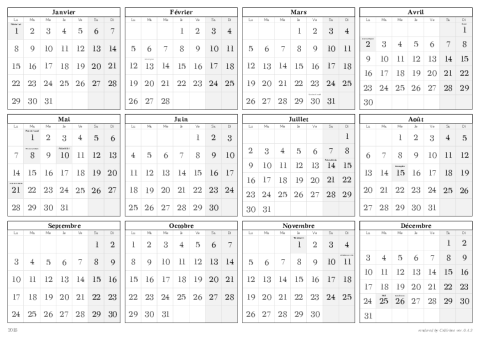 Janvier
Lu Ma Me Je Ve Sa Di
1 2 3 4 5 6 7
8 9 10 11 12 13 14
15 16 17 18 19 20 21
22 23 24 25 26 27 28
29 30 31
Février
Lu Ma Me Je Ve Sa Di
1 2 3 4
5 6 7 8 9 10 11
12 13 14 15 16 17 18
19 20 21 22 23 24 25
26 27 28
Mars
Lu Ma Me Je Ve Sa Di
1 2 3 4
5 6 7 8 9 10 11
12 13 14 15 16 17 18
19 20 21 22 23 24 25
26 27 28 29 30 31
Avril
Lu Ma Me Je Ve Sa Di
1
2 3 4 5 6 7 8
9 10 11 12 13 14 15
16 17 18 19 20 21 22
23 24 25 26 27 28 29
30
Mai
Lu Ma Me Je Ve Sa Di
1 2 3 4 5 6
7 8 9 10 11 12 13
14 15 16 17 18 19 20
21 22 23 24 25 26 27
28 29 30 31
Juin
Lu Ma Me Je Ve Sa Di
1 2 3
4 5 6 7 8 9 10
11 12 13 14 15 16 17
18 19 20 21 22 23 24
25 26 27 28 29 30
Juillet
Lu Ma Me Je Ve Sa Di
1
2 3 4 5 6 7 8
9 10 11 12 13 14 15
16 17 18 19 20 21 22
23 24 25 26 27 28 29
30 31
Août
Lu Ma Me Je Ve Sa Di
1 2 3 4 5
6 7 8 9 10 11 12
13 14 15 16 17 18 19
20 21 22 23 24 25 26
27 28 29 30 31
Septembre
Lu Ma Me Je Ve Sa Di
1 2
3 4 5 6 7 8 9
10 11 12 13 14 15 16
17 18 19 20 21 22 23
24 25 26 27 28 29 30
Octobre
Lu Ma Me Je Ve Sa Di
1 2 3 4 5 6 7
8 9 10 11 12 13 14
15 16 17 18 19 20 21
22 23 24 25 26 27 28
29 30 31
Novembre
Lu Ma Me Je Ve Sa Di
1 2 3 4
5 6 7 8 9 10 11
12 13 14 15 16 17 18
19 20 21 22 23 24 25
26 27 28 29 30
Décembre
Lu Ma Me Je Ve Sa Di
1 2
3 4 5 6 7 8 9
10 11 12 13 14 15 16
17 18 19 20 21 22 23
24 25 26 27 28 29 30
31
2018